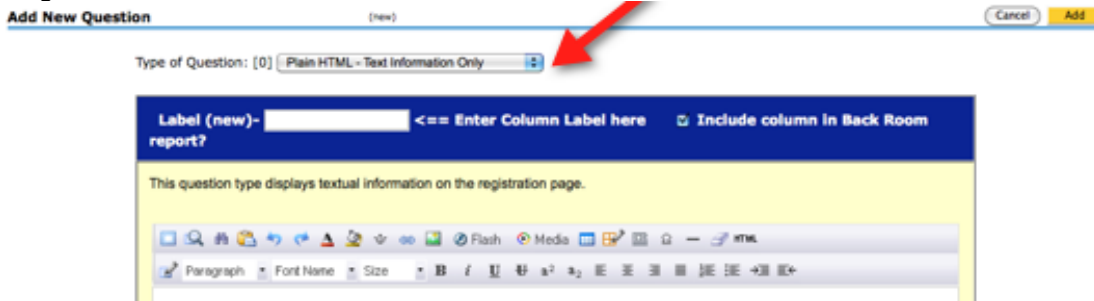 Add New Question (new) Cancel Add
Type of Question: [0] Plain HTML - Text Information Only
Label (new)- <== Enter Column Label here Include column in Back Room
report?
This question type displays textual information on the registration page.
Flash Media HTML
Paragraph Font Name Size B i U U a² a₂